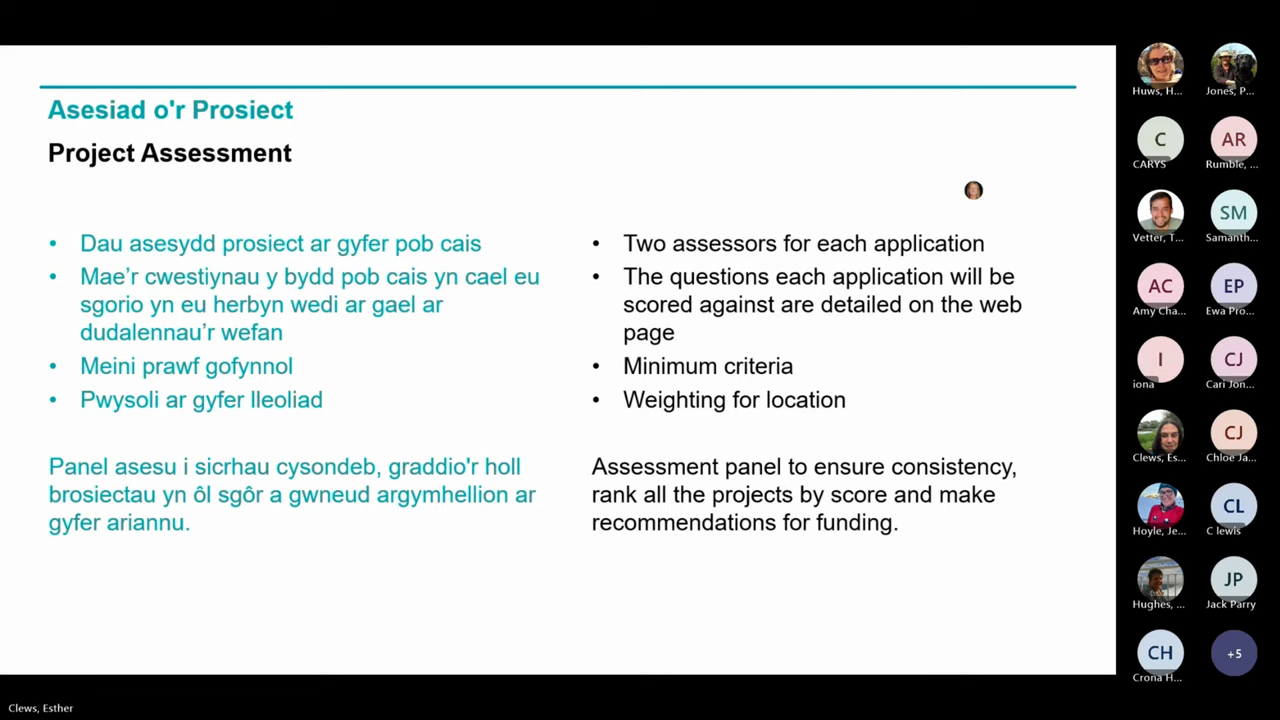 Asesiad o'r Prosiect
Project Assessment
• Dau asesydd prosiect ar gyfer pob cais
• Mae'r cwestiynau y bydd pob cais yn cael eu
sgorio yn eu herbyn wedi ar gael ar
dudalennau'r wefan
• Meini prawf gofynnol
• Pwysoli ar gyfer lleoliad
Panel asesu i sicrhau cysondeb, graddio'r holl
brosiectau yn ôl sgôr a gwneud argymhellion ar
gyfer ariannu.
• Two assessors for each application
• The questions each application will be
scored against are detailed on the web
page
• Minimum criteria
• Weighting for location
Assessment panel to ensure consistency,
rank all the projects by score and make
recommendations for funding.
Huws, H...
Jones, P...
C
CARYS
AR
Rumble, ...
Vetter, T...
SM
Samanth...
AC
Amy Cha...
EP
Ewa Pro...
I
iona
CJ
Cari Jon...
Clews, Es...
CJ
Chloe Ja...
Hoyle, Je...
CL
C lewis
Hughes, ...
JP
Jack Parry
CH
Crona H...
+5
Clews, Esther